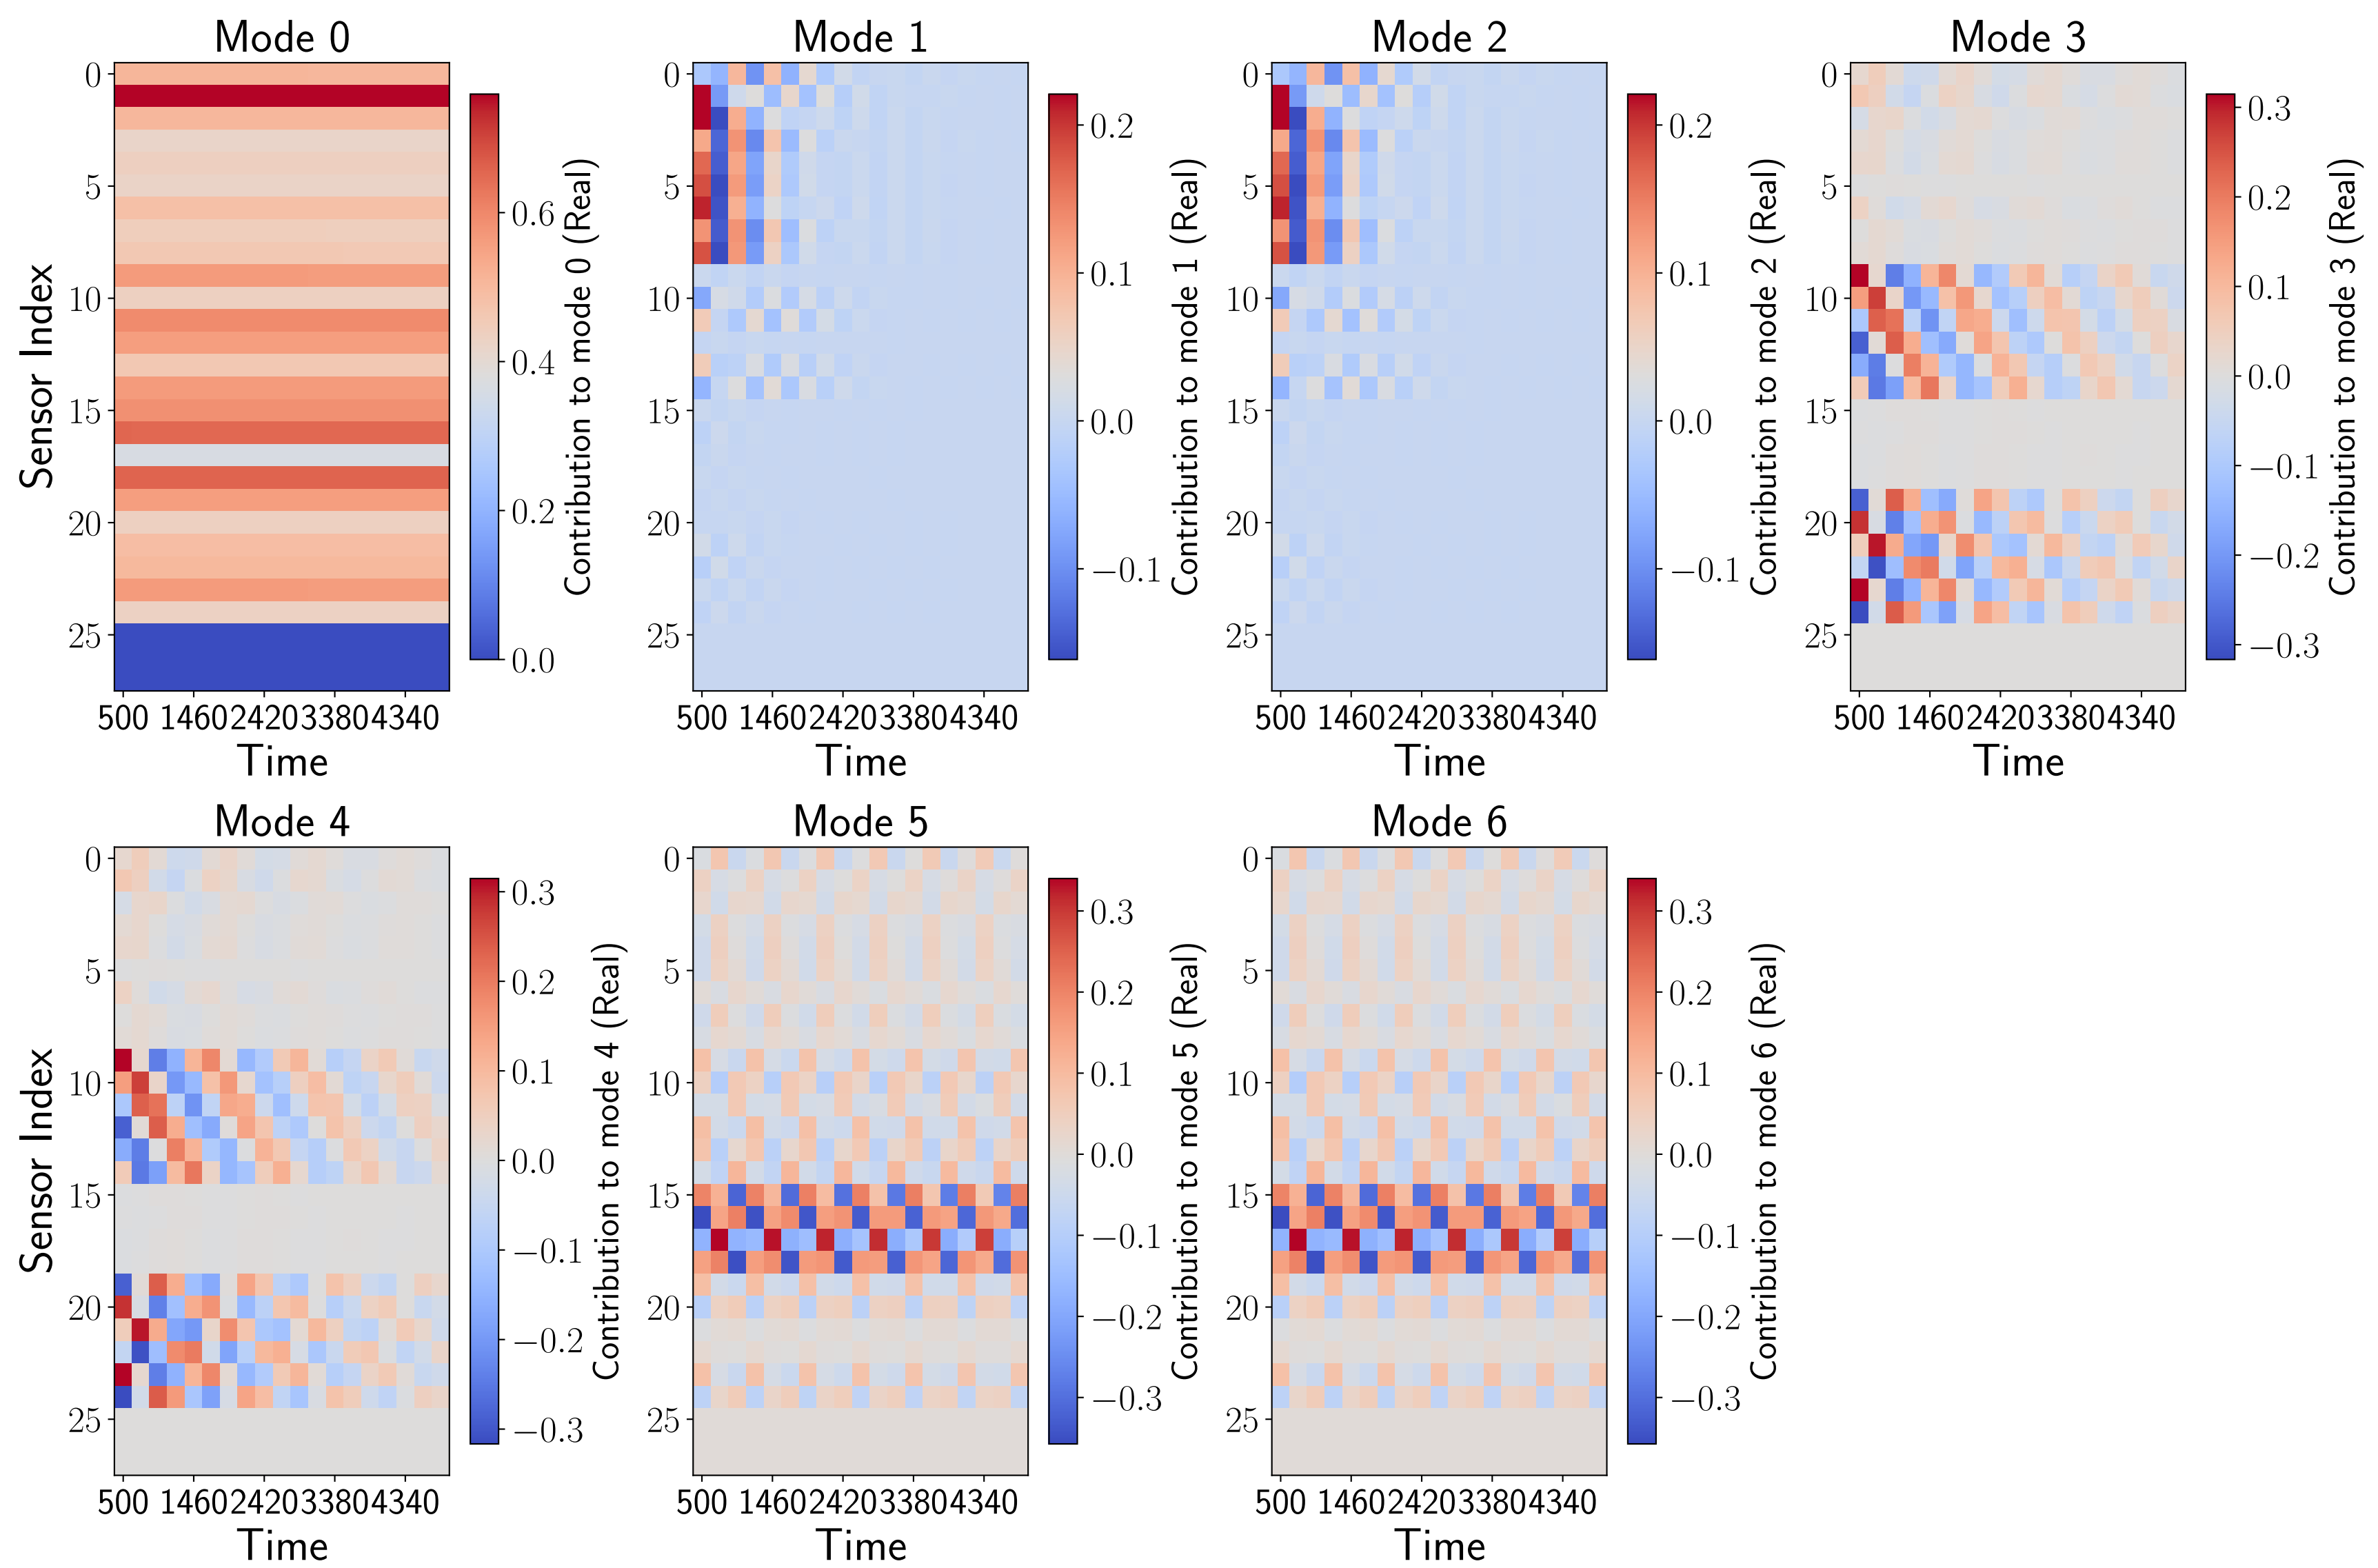 Mode 0
Mode 1
Mode 2
Mode 3
Sensor Index
0
5
10
15
20
25
500 1460 2420 3380 4340
Time
0.6
0.4
0.2
0.0
Contribution to mode 0 (Real)
0
5
10
15
20
25
500 1460 2420 3380 4340
Time
0.2
0.1
0.0
−0.1
Contribution to mode 1 (Real)
0
5
10
15
20
25
500 1460 2420 3380 4340
Time
0.2
0.1
0.0
−0.1
Contribution to mode 2 (Real)
0
5
10
15
20
25
500 1460 2420 3380 4340
Time
0.3
0.2
0.1
0.0
−0.1
−0.2
−0.3
Contribution to mode 3 (Real)
Mode 4
Mode 5
Mode 6
Sensor Index
0
5
10
15
20
25
500 1460 2420 3380 4340
Time
0.3
0.2
0.1
0.0
−0.1
−0.2
−0.3
Contribution to mode 4 (Real)
0
5
10
15
20
25
500 1460 2420 3380 4340
Time
0.3
0.2
0.1
0.0
−0.1
−0.2
−0.3
Contribution to mode 5 (Real)
0
5
10
15
20
25
500 1460 2420 3380 4340
Time
0.3
0.2
0.1
0.0
−0.1
−0.2
−0.3
Contribution to mode 6 (Real)